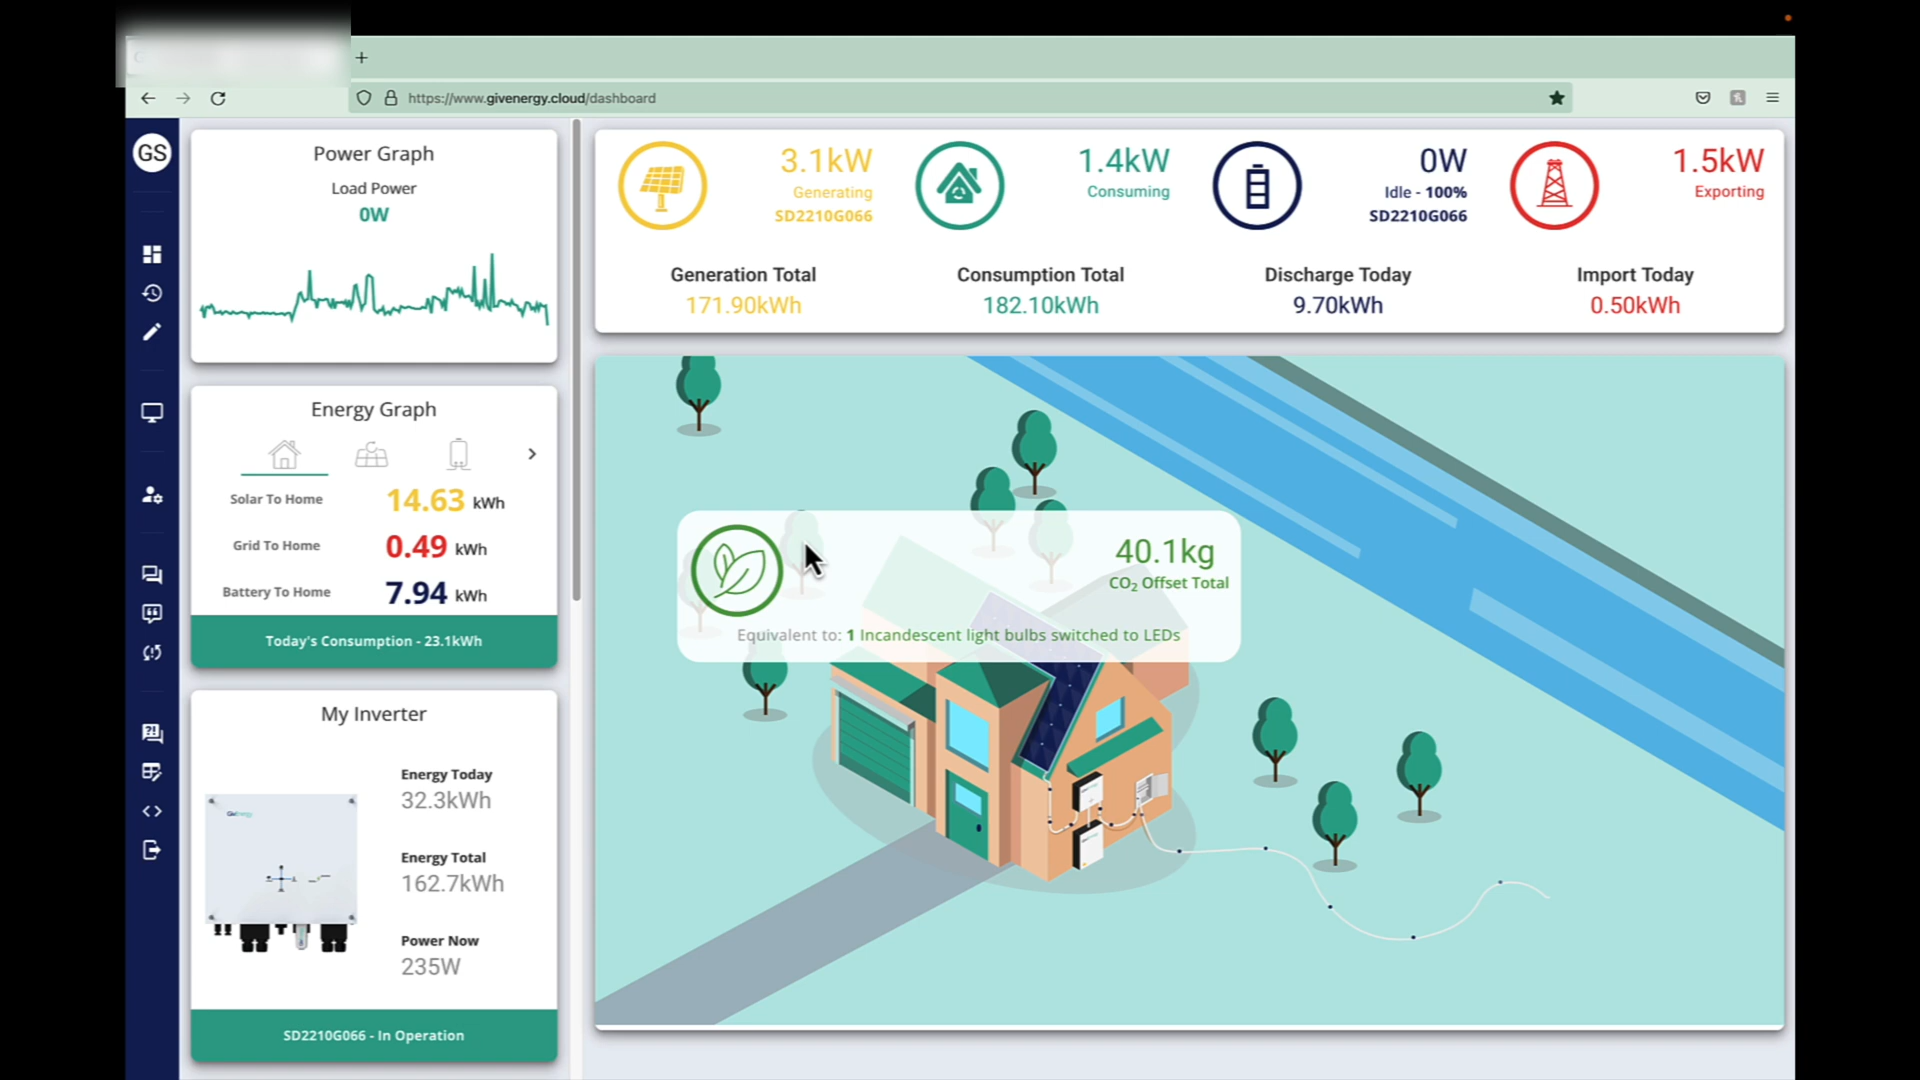 https://www.givenergy.cloud/dashboard
GS
Power Graph
Load Power
0W
Energy Graph
Solar To Home 14.63 kWh
Grid To Home 0.49 kWh
Battery To Home 7.94 kWh
Today's Consumption - 23.1kWh
My Inverter
Energy Today
32.3kWh
Energy Total
162.7kWh
Power Now
235W
SD2210G066 - In Operation
3.1kW
Generating
SD2210G066
Generation Total
171.90kWh
1.4kW
Consuming
Consumption Total
182.10kWh
0W
Idle - 100%
SD2210G066
Discharge Today
9.70kWh
1.5kW
Exporting
Import Today
0.50kWh
40.1kg
CO₂ Offset Total
Equivalent to: 1 Incandescent light bulbs switched to LEDs